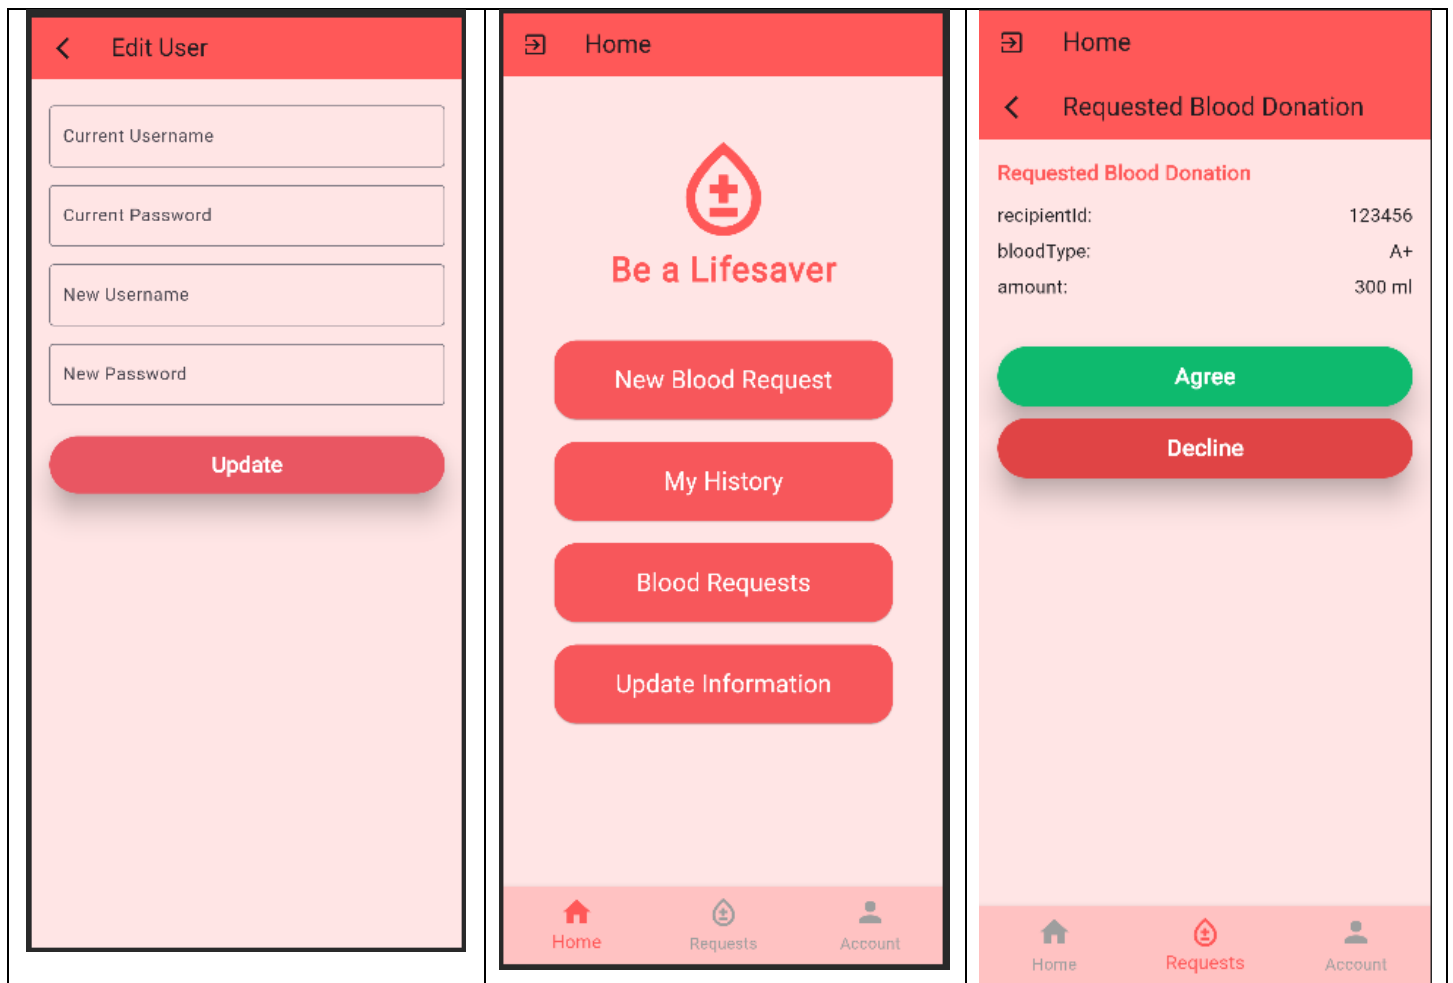 Edit User
Current Username
Current Password
New Username
New Password
Update
Home
Be a Lifesaver
New Blood Request
My History
Blood Requests
Update Information
Home Requests Account
Home
Requested Blood Donation
Requested Blood Donation
recipientId: 123456
bloodType: A+
amount: 300 ml
Agree
Decline
Home Requests Account